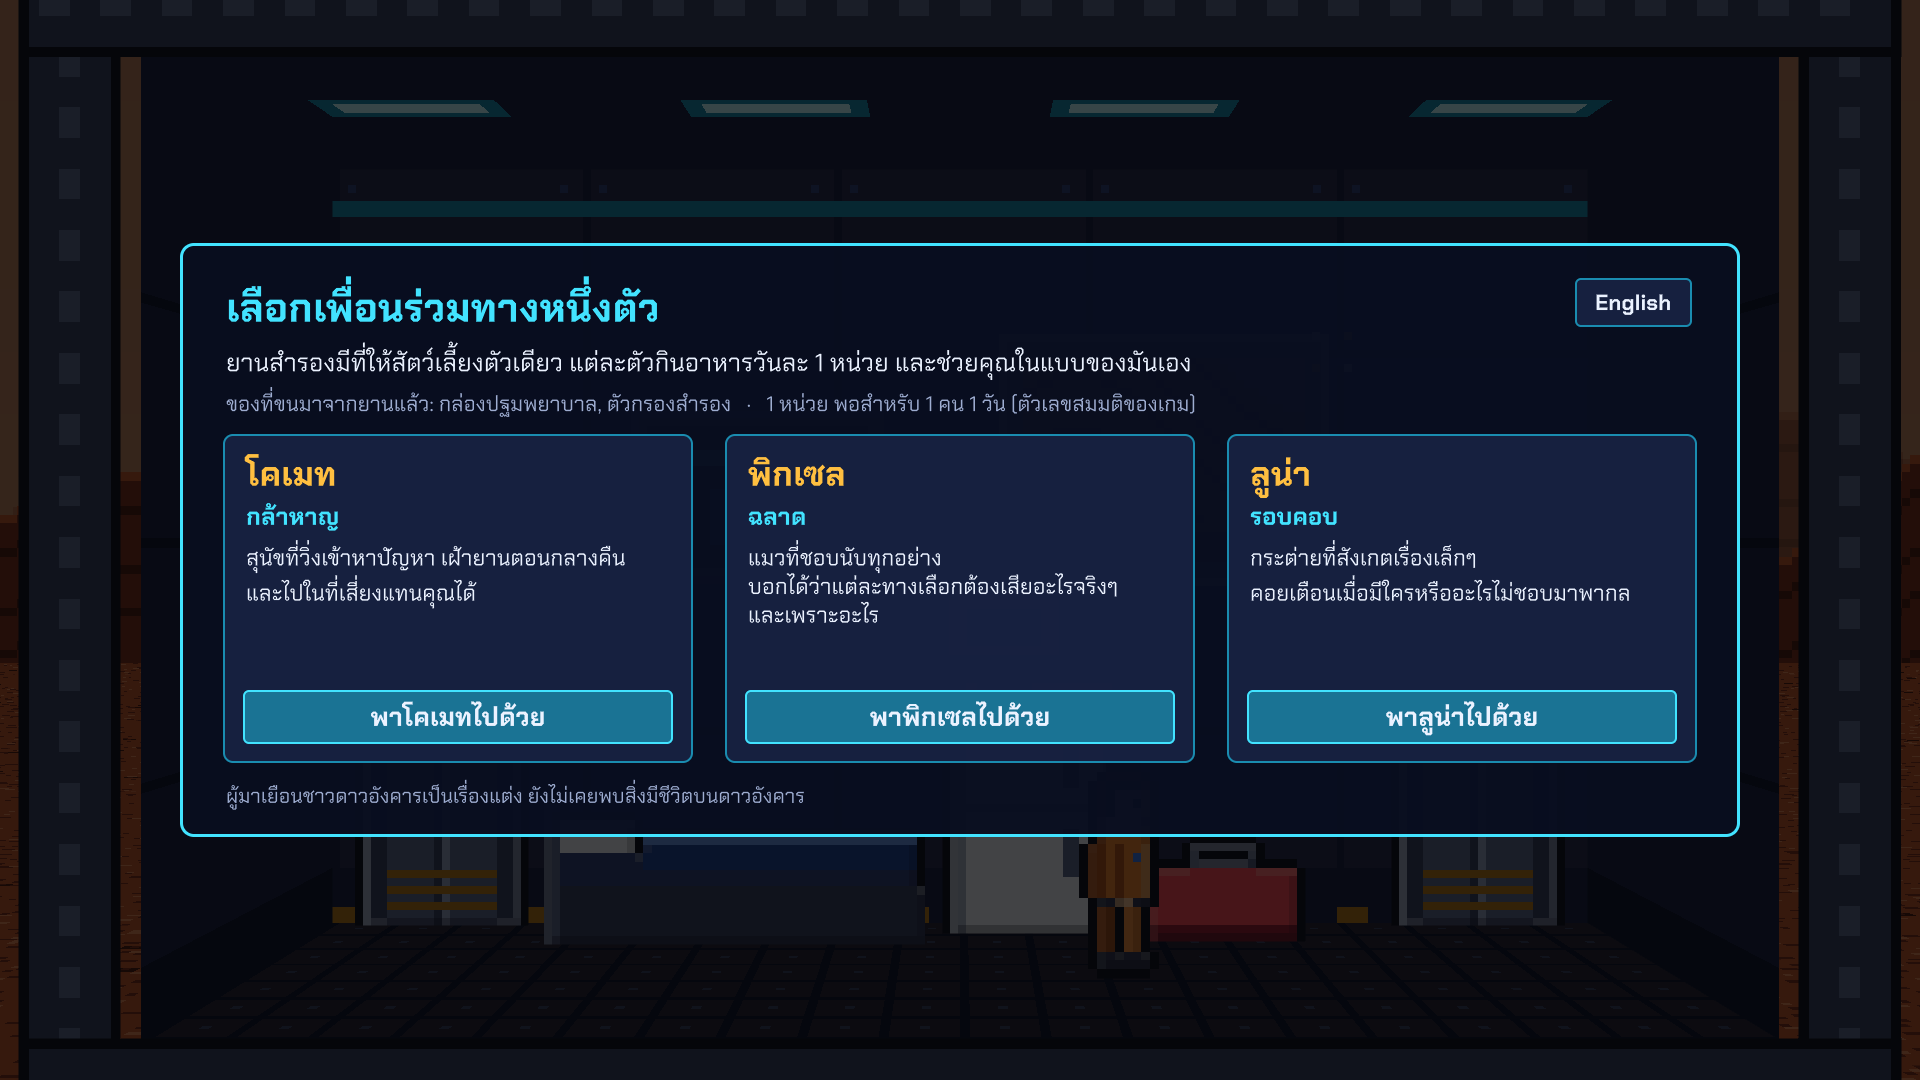 เลือกเพื่อนร่วมทางหนึ่งตัว
English
ยานสำรองมีที่ให้สัตว์เลี้ยงตัวเดียว แต่ละตัวกินอาหารวันละ 1 หน่วย และช่วยคุณในแบบของมันเอง
ของที่ขนมาจากยานแล้ว: กล่องปฐมพยาบาล, ตัวกรองสำรอง · 1 หน่วย พอสำหรับ 1 คน 1 วัน (ตัวเลขสมมติของเกม)
โคเมท
กล้าหาญ
สุนัขที่วิ่งเข้าหาปัญหา เฝ้ายานตอนกลางคืน
และไปในที่เสี่ยงแทนคุณได้
พาโคเมทไปด้วย
พิกเซล
ฉลาด
แมวที่ชอบนับทุกอย่าง
บอกได้ว่าแต่ละทางเลือกต้องเสียอะไรจริงๆ
และเพราะอะไร
พาพิกเซลไปด้วย
ลูน่า
รอบคอบ
กระต่ายที่สังเกตเรื่องเล็กๆ
คอยเตือนเมื่อมีใครหรืออะไรไม่ชอบมาพากล
พาลูน่าไปด้วย
ผู้มาเยือนชาวดาวอังคารเป็นเรื่องแต่ง ยังไม่เคยพบสิ่งมีชีวิตบนดาวอังคาร